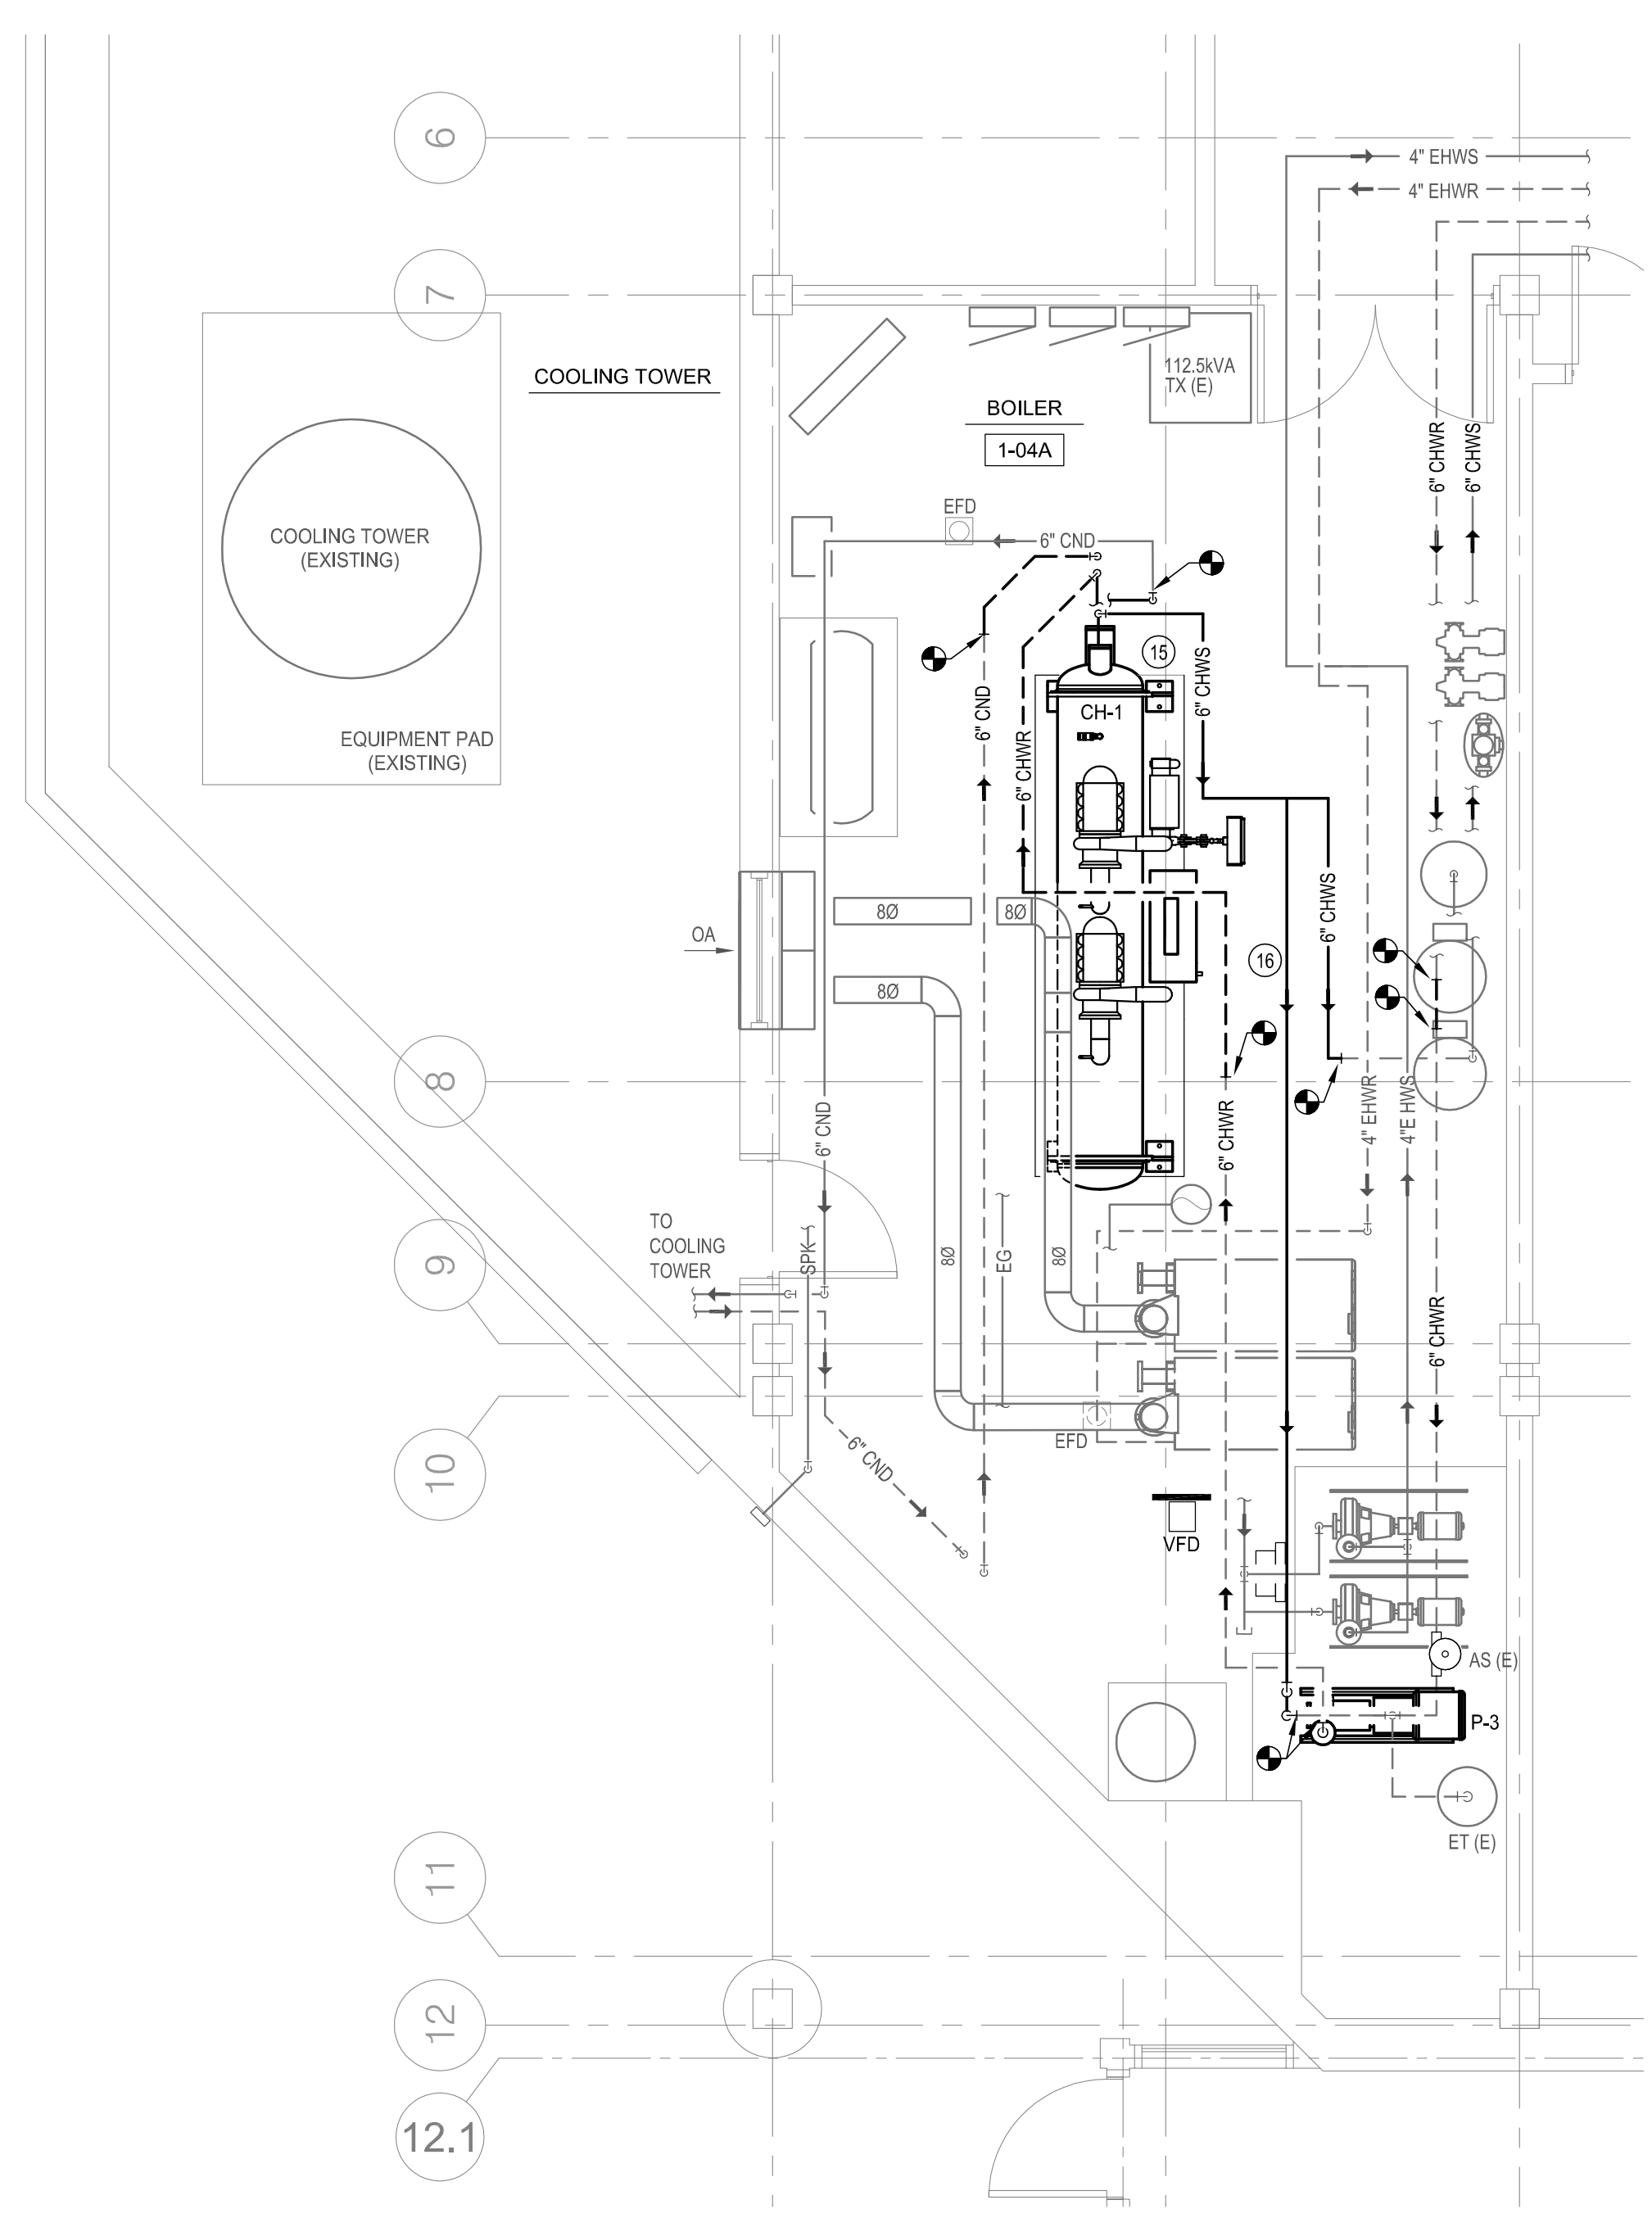 6
4" EHWS
4" EHWR
7
COOLING TOWER
112.5kVA
TX (E)
BOILER
1-04A
6" CHWR
6" CHWS
EFD
COOLING TOWER
(EXISTING)
6" CND
15
6" CHWS
6" CND
CH-1
EQUIPMENT PAD
(EXISTING)
6" CHWR
8Ø
8Ø
6" CHWS
OA
16
8Ø
8
6" CND
6" CHWR
4" EHWR
4"E HWS
TO
COOLING
TOWER
SPK
9
8Ø
EG
8Ø
6" CHWR
EFD
6" CND
10
VFD
AS (E)
P-3
ET (E)
11
12
12.1